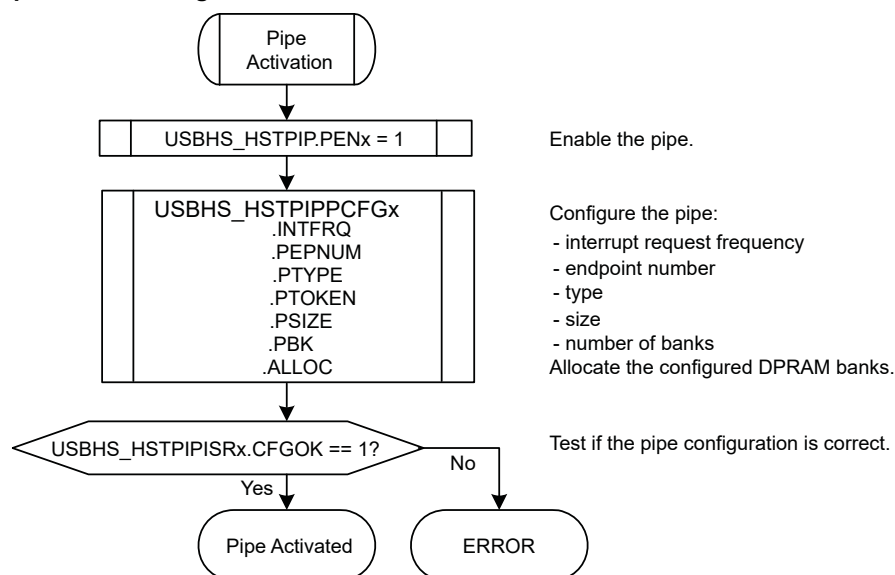 Pipe
Activation
USBHS_HSTPIP.PENx = 1
Enable the pipe.
USBHS_HSTPIPPCFGx
.INTFRQ
.PEPNUM
.PTYPE
.PTOKEN
.PSIZE
.PBK
.ALLOC
Configure the pipe:
- interrupt request frequency
- endpoint number
- type
- size
- number of banks
Allocate the configured DPRAM banks.
USBHS_HSTPIPISRx.CFGOK == 1?
Test if the pipe configuration is correct.
No
Yes
Pipe Activated
ERROR